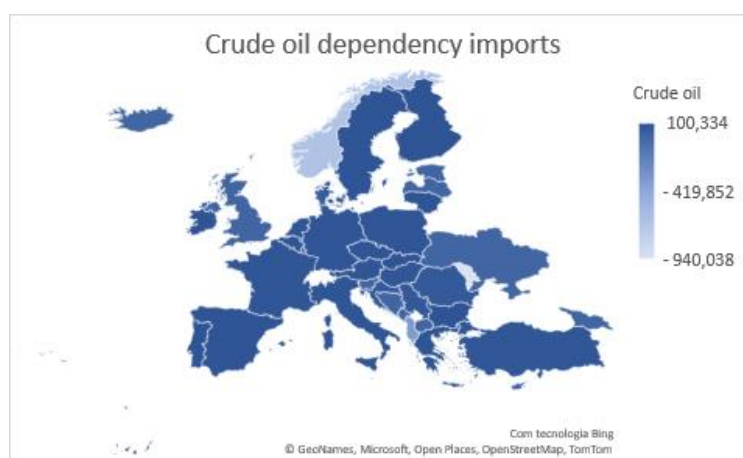 Crude oil dependency imports
Crude oil
100,334
- 419,852
- 940,038
Com tecnologia Bing
© GeoNames, Microsoft, Open Places, OpenStreetMap, TomTom